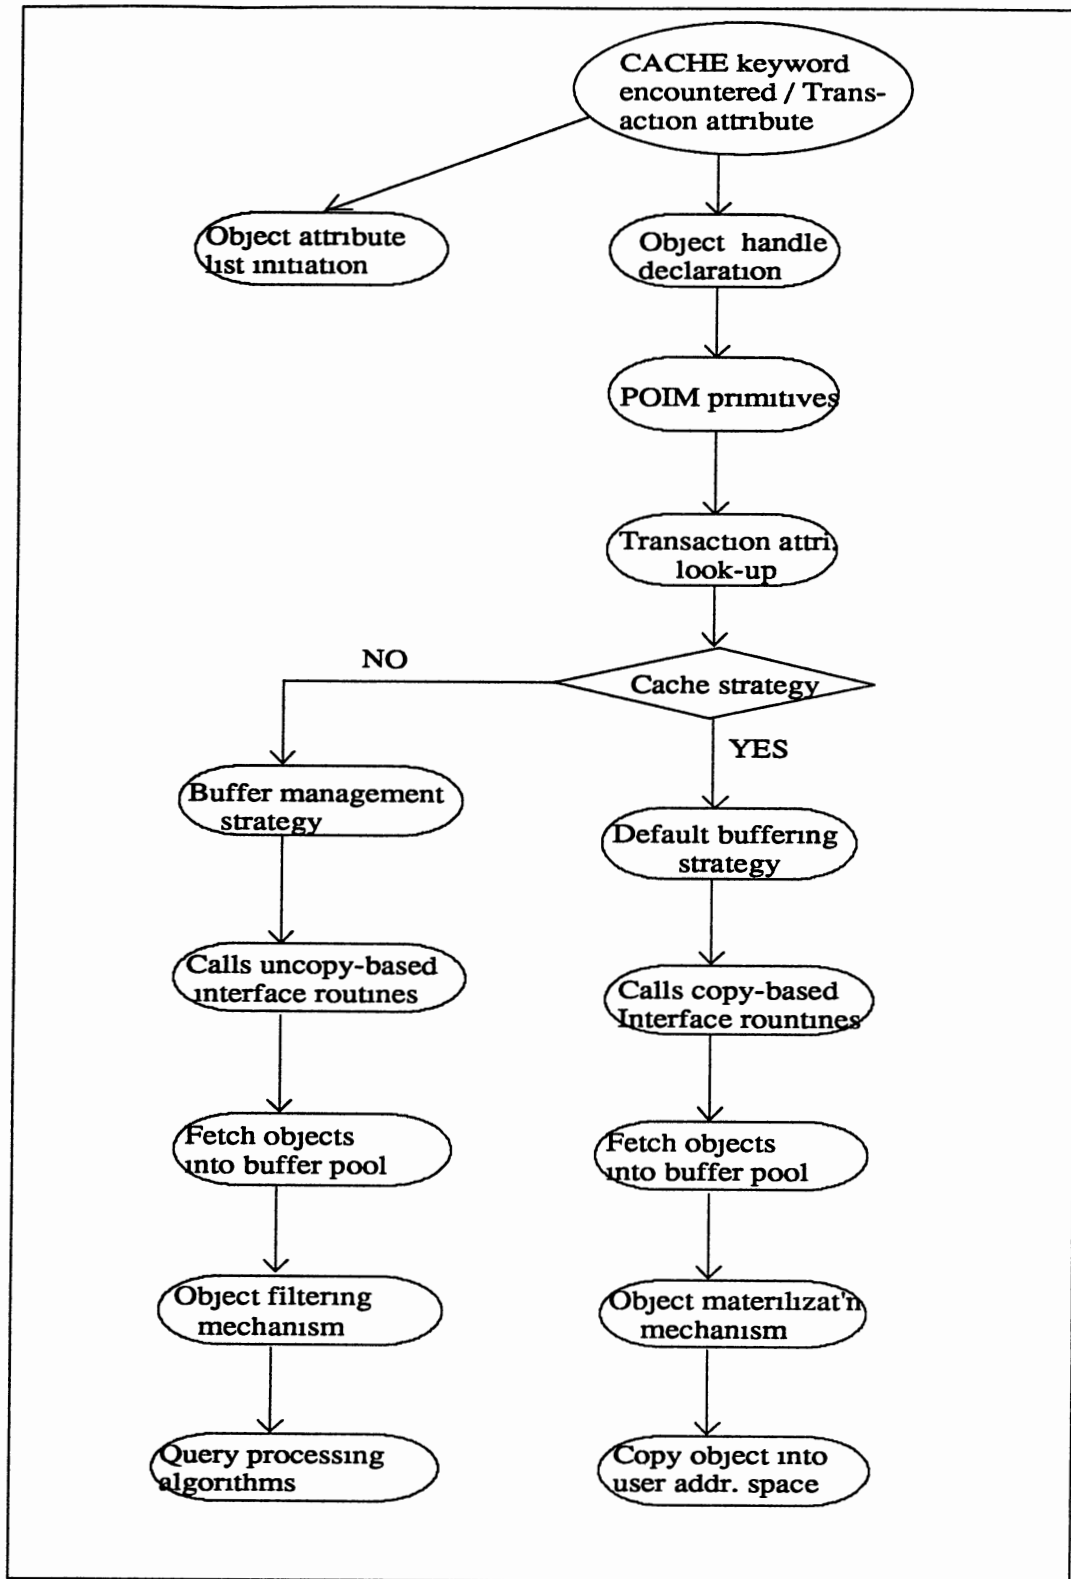 CACHE keyword
encountered / Trans-
action attribute
Object attribute
list initiation
Object handle
declaration
POIM primitives
Transaction attri.
look-up
Cache strategy
NO
YES
Buffer management
strategy
Default buffering
strategy
Calls uncopy-based
interface routines
Calls copy-based
Interface rountines
Fetch objects
into buffer pool
Fetch objects
into buffer pool
Object filtering
mechanism
Object materilizat'n
mechanism
Query processing
algorithms
Copy object into
user addr. space